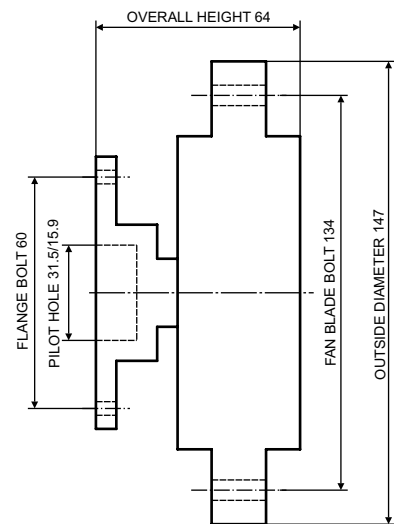 OVERALL HEIGHT 64
FLANGE BOLT 60
PILOT HOLE 31.5/15.9
FAN BLADE BOLT 134
OUTSIDE DIAMETER 147